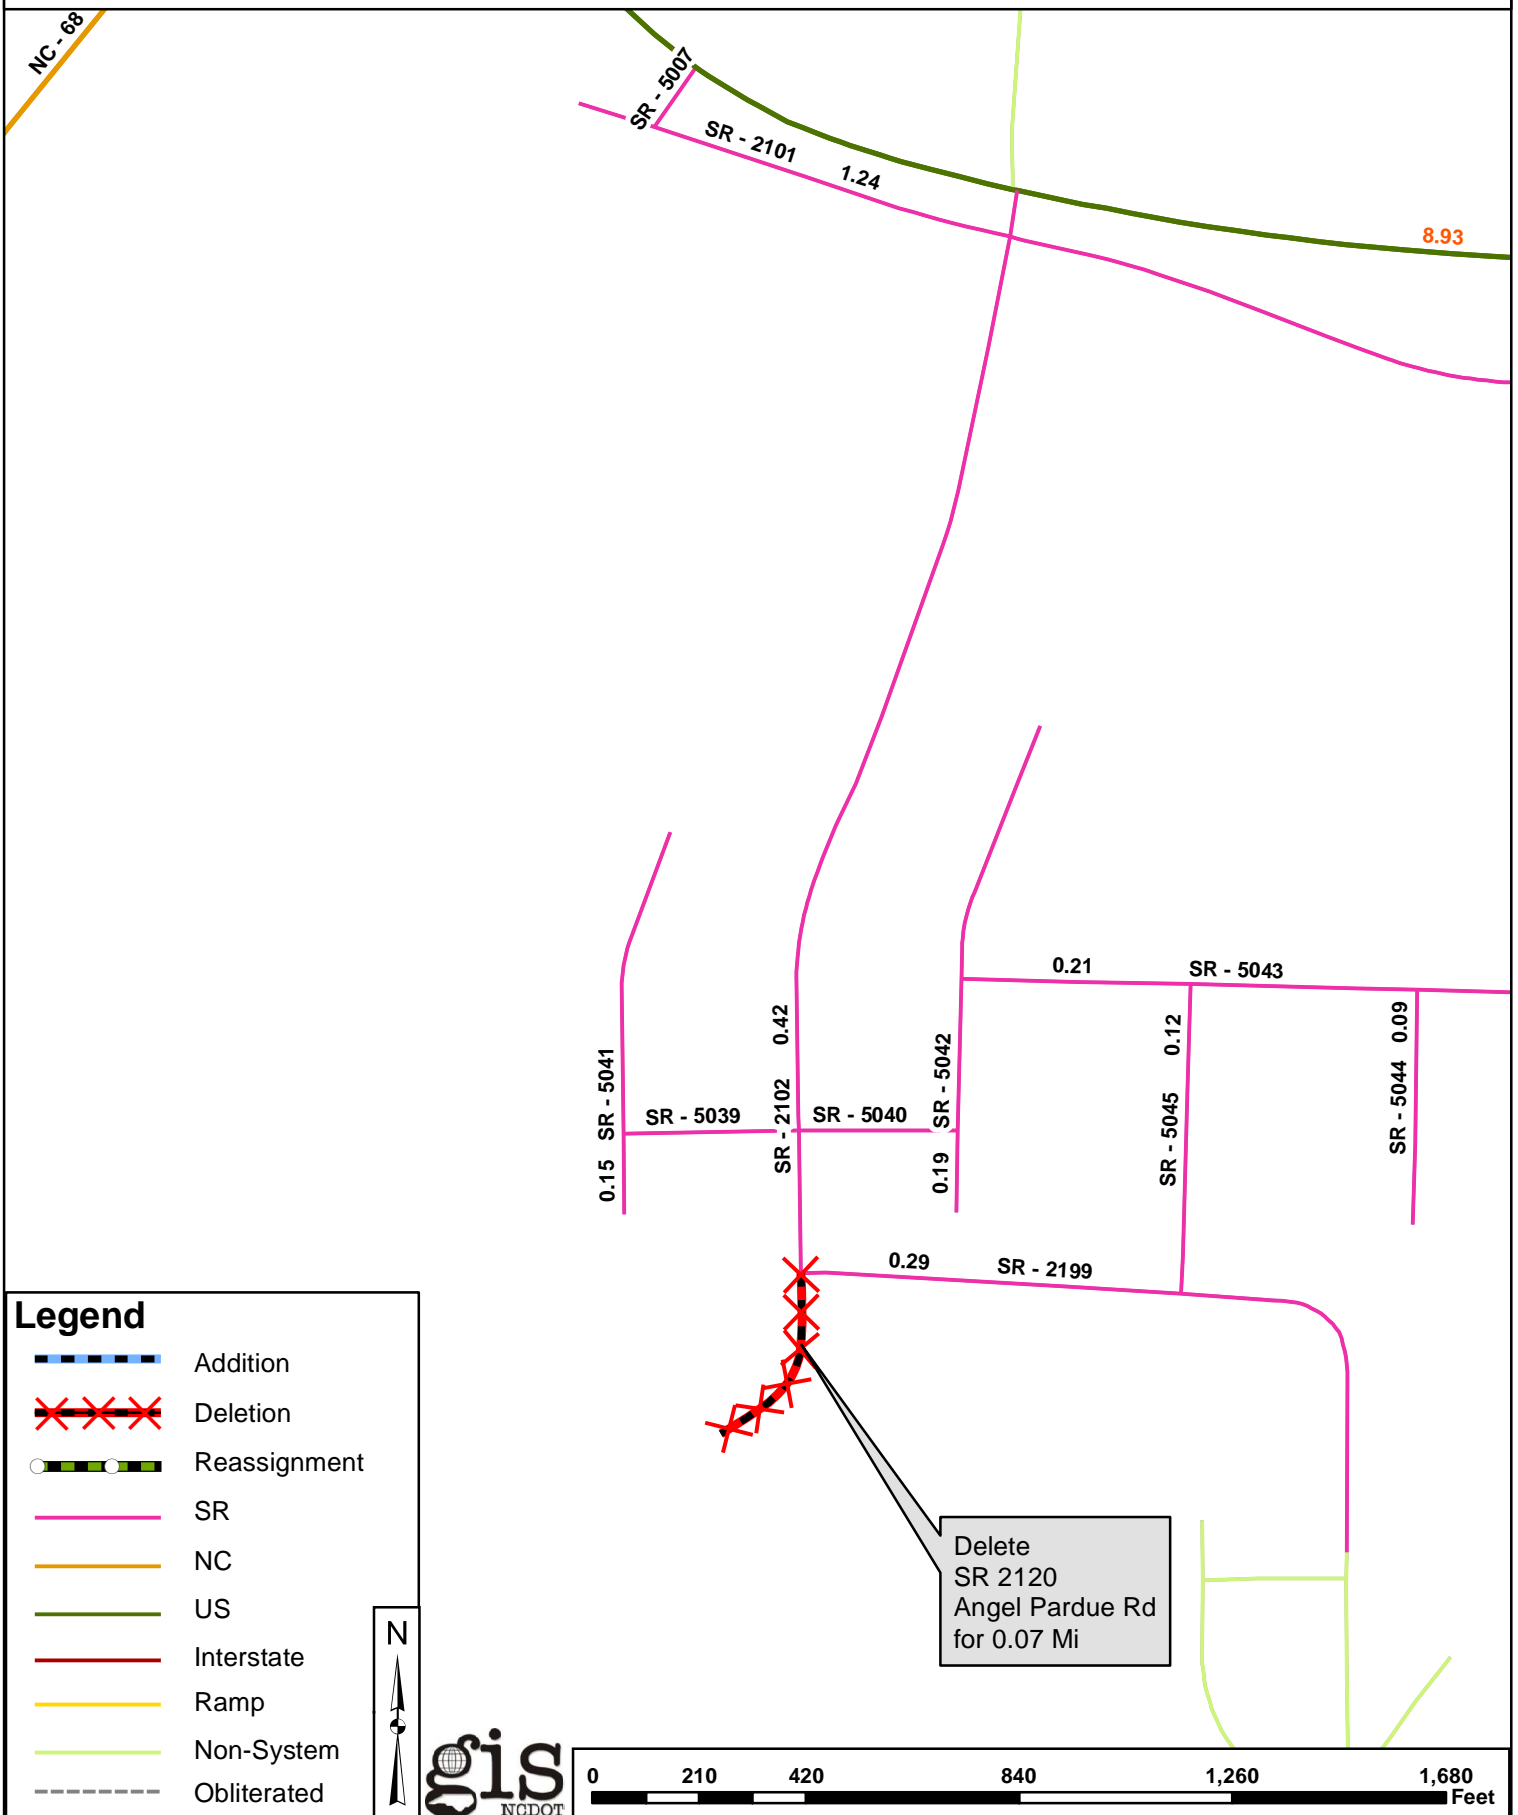 NC - 68
SR - 5007
SR - 2101
1.24
8.93
0.21
SR - 5043
0.42
0.12
0.09
SR - 5041
SR - 5042
SR - 5039
SR - 2102
SR - 5040
SR - 5045
SR - 5044
0.15
0.19
0.29
SR - 2199
Delete
SR 2120
Angel Pardue Rd
for 0.07 Mi
Legend
Addition
Deletion
Reassignment
SR
NC
US
Interstate
Ramp
Non-System
Obliterated
N
gis
NCDOT
0 210 420 840 1,260 1,680
Feet